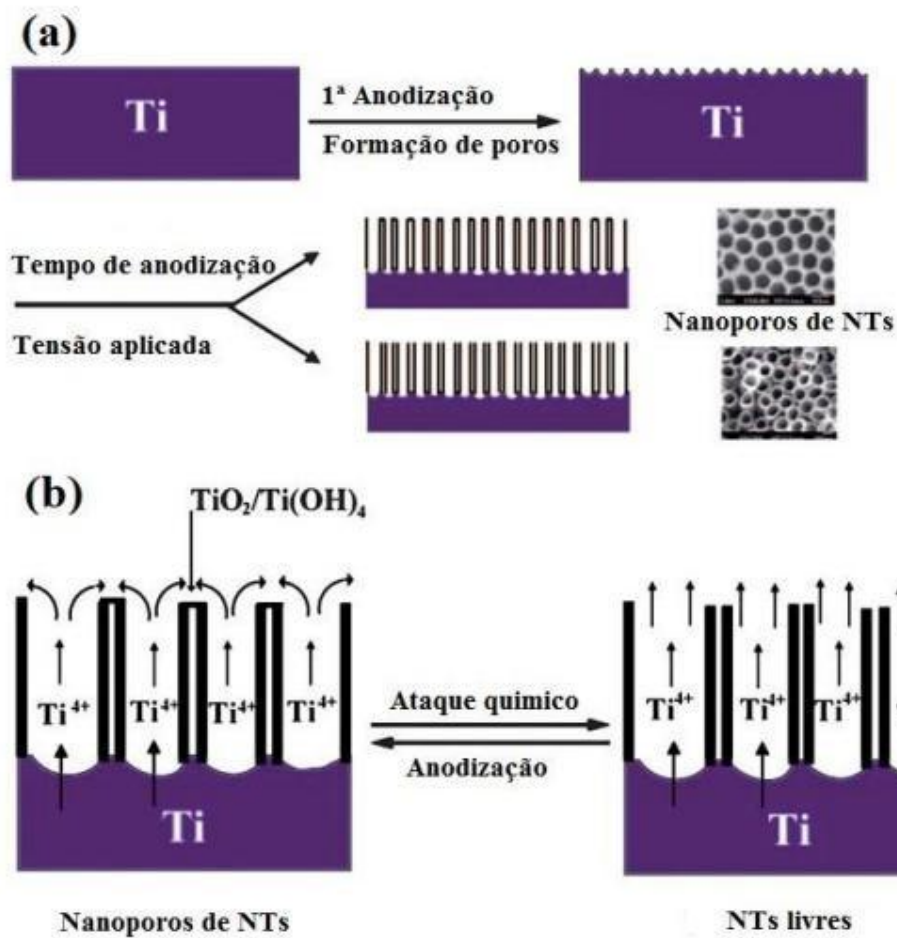 (a)
Ti
1ª Anodização
Formação de poros
Ti
Tempo de anodização
Tensão aplicada
Nanoporos de NTs
(b)
TiO₂/Ti(OH)₄
Ti⁴⁺ Ti⁴⁺ Ti⁴⁺ Ti⁴⁺
Ti
Nanoporos de NTs
Ataque quimico
Anodização
Ti⁴⁺ Ti⁴⁺ Ti⁴⁺
Ti
NTs livres